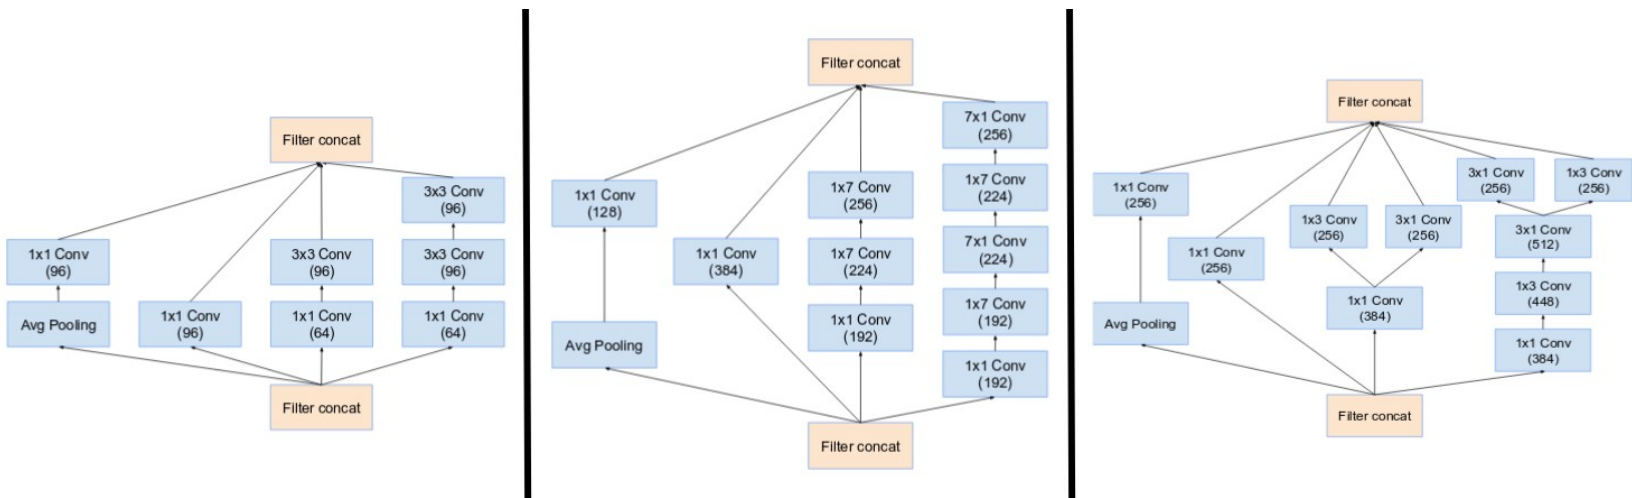 Filter concat
3x3 Conv
(96)
1x1 Conv
(96)
3x3 Conv
(96)
3x3 Conv
(96)
Avg Pooling
1x1 Conv
(96)
1x1 Conv
(64)
1x1 Conv
(64)
Filter concat
Filter concat
7x1 Conv
(256)
1x1 Conv
(128)
1x7 Conv
(256)
1x7 Conv
(224)
1x1 Conv
(384)
1x7 Conv
(224)
7x1 Conv
(224)
Avg Pooling
1x1 Conv
(192)
1x7 Conv
(192)
1x1 Conv
(192)
Filter concat
Filter concat
1x1 Conv
(256)
3x1 Conv
(256)
1x3 Conv
(256)
1x3 Conv
(256)
3x1 Conv
(256)
3x1 Conv
(512)
1x1 Conv
(256)
1x3 Conv
(448)
Avg Pooling
1x1 Conv
(384)
1x1 Conv
(384)
Filter concat